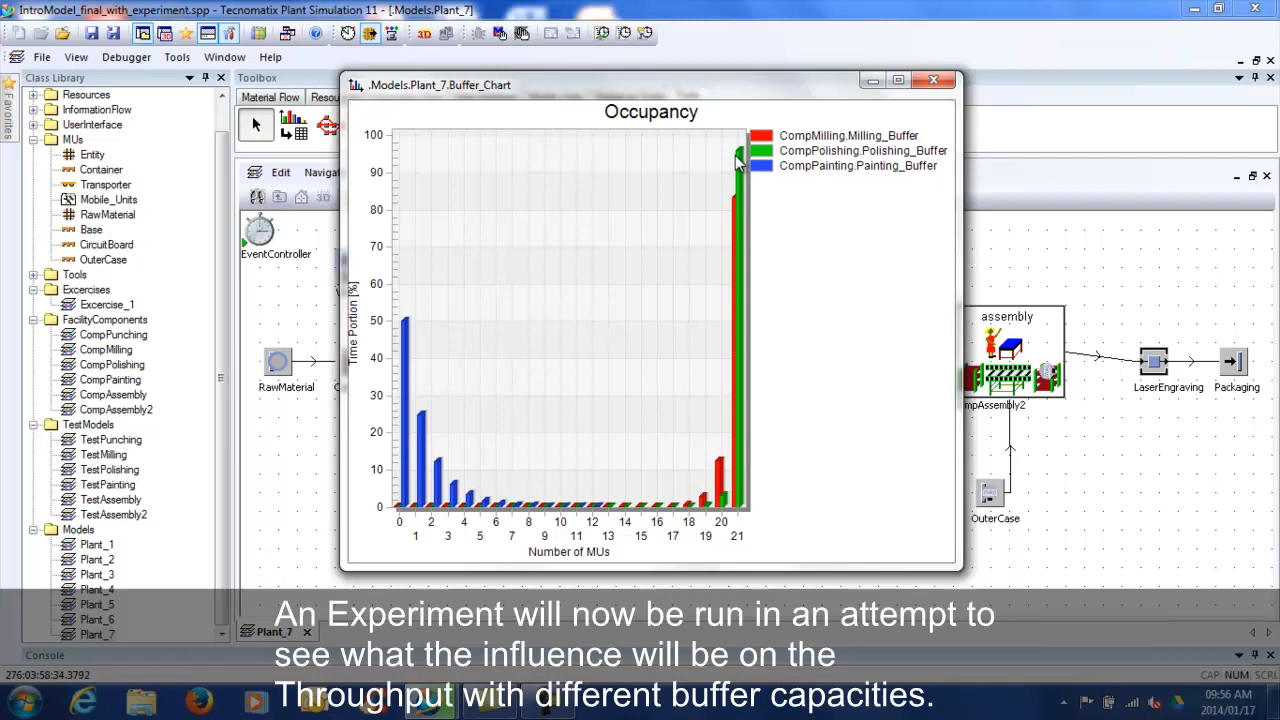 IntroModel_final_with_experiment.spp - Tecnomatix Plant Simulation 11 - [.Models.Plant_7]
File View Debugger Tools Window Help
Class Library
Toolbox
Favorites
Resources
InformationFlow
UserInterface
MUs
Entity
Container
Transporter
Mobile_Units
RawMaterial
Base
CircuitBoard
OuterCase
Tools
Excercises
Excercise_1
FacilityComponents
CompPunching
CompMilling
CompPolishing
CompPainting
CompAssembly
CompAssembly2
TestModels
TestPunching
TestMilling
TestPolishing
TestPainting
TestAssembly
TestAssembly2
Models
Plant_1
Plant_2
Plant_3
Plant_4
Plant_5
Plant_6
Plant_7
Material Flow
Edit
EventController
RawMaterial
.Models.Plant_7.Buffer_Chart
Occupancy
CompMilling.Milling_Buffer
CompPolishing.Polishing_Buffer
CompPainting.Painting_Buffer
Time Portion [%]
100
90
80
70
60
50
40
30
20
10
0
0 2 4 6 8 10 12 14 16 18 20
1 3 5 7 9 11 13 15 17 19 21
Number of MUs
assembly
LaserEngraving
Packaging
OuterCase
Plant_7
An Experiment will now be run in an attempt to
see what the influence will be on the
Throughput with different buffer capacities.
Console
276:03:58:34.3792
CAP NUM SCRL
09:56 AM
2014/01/17